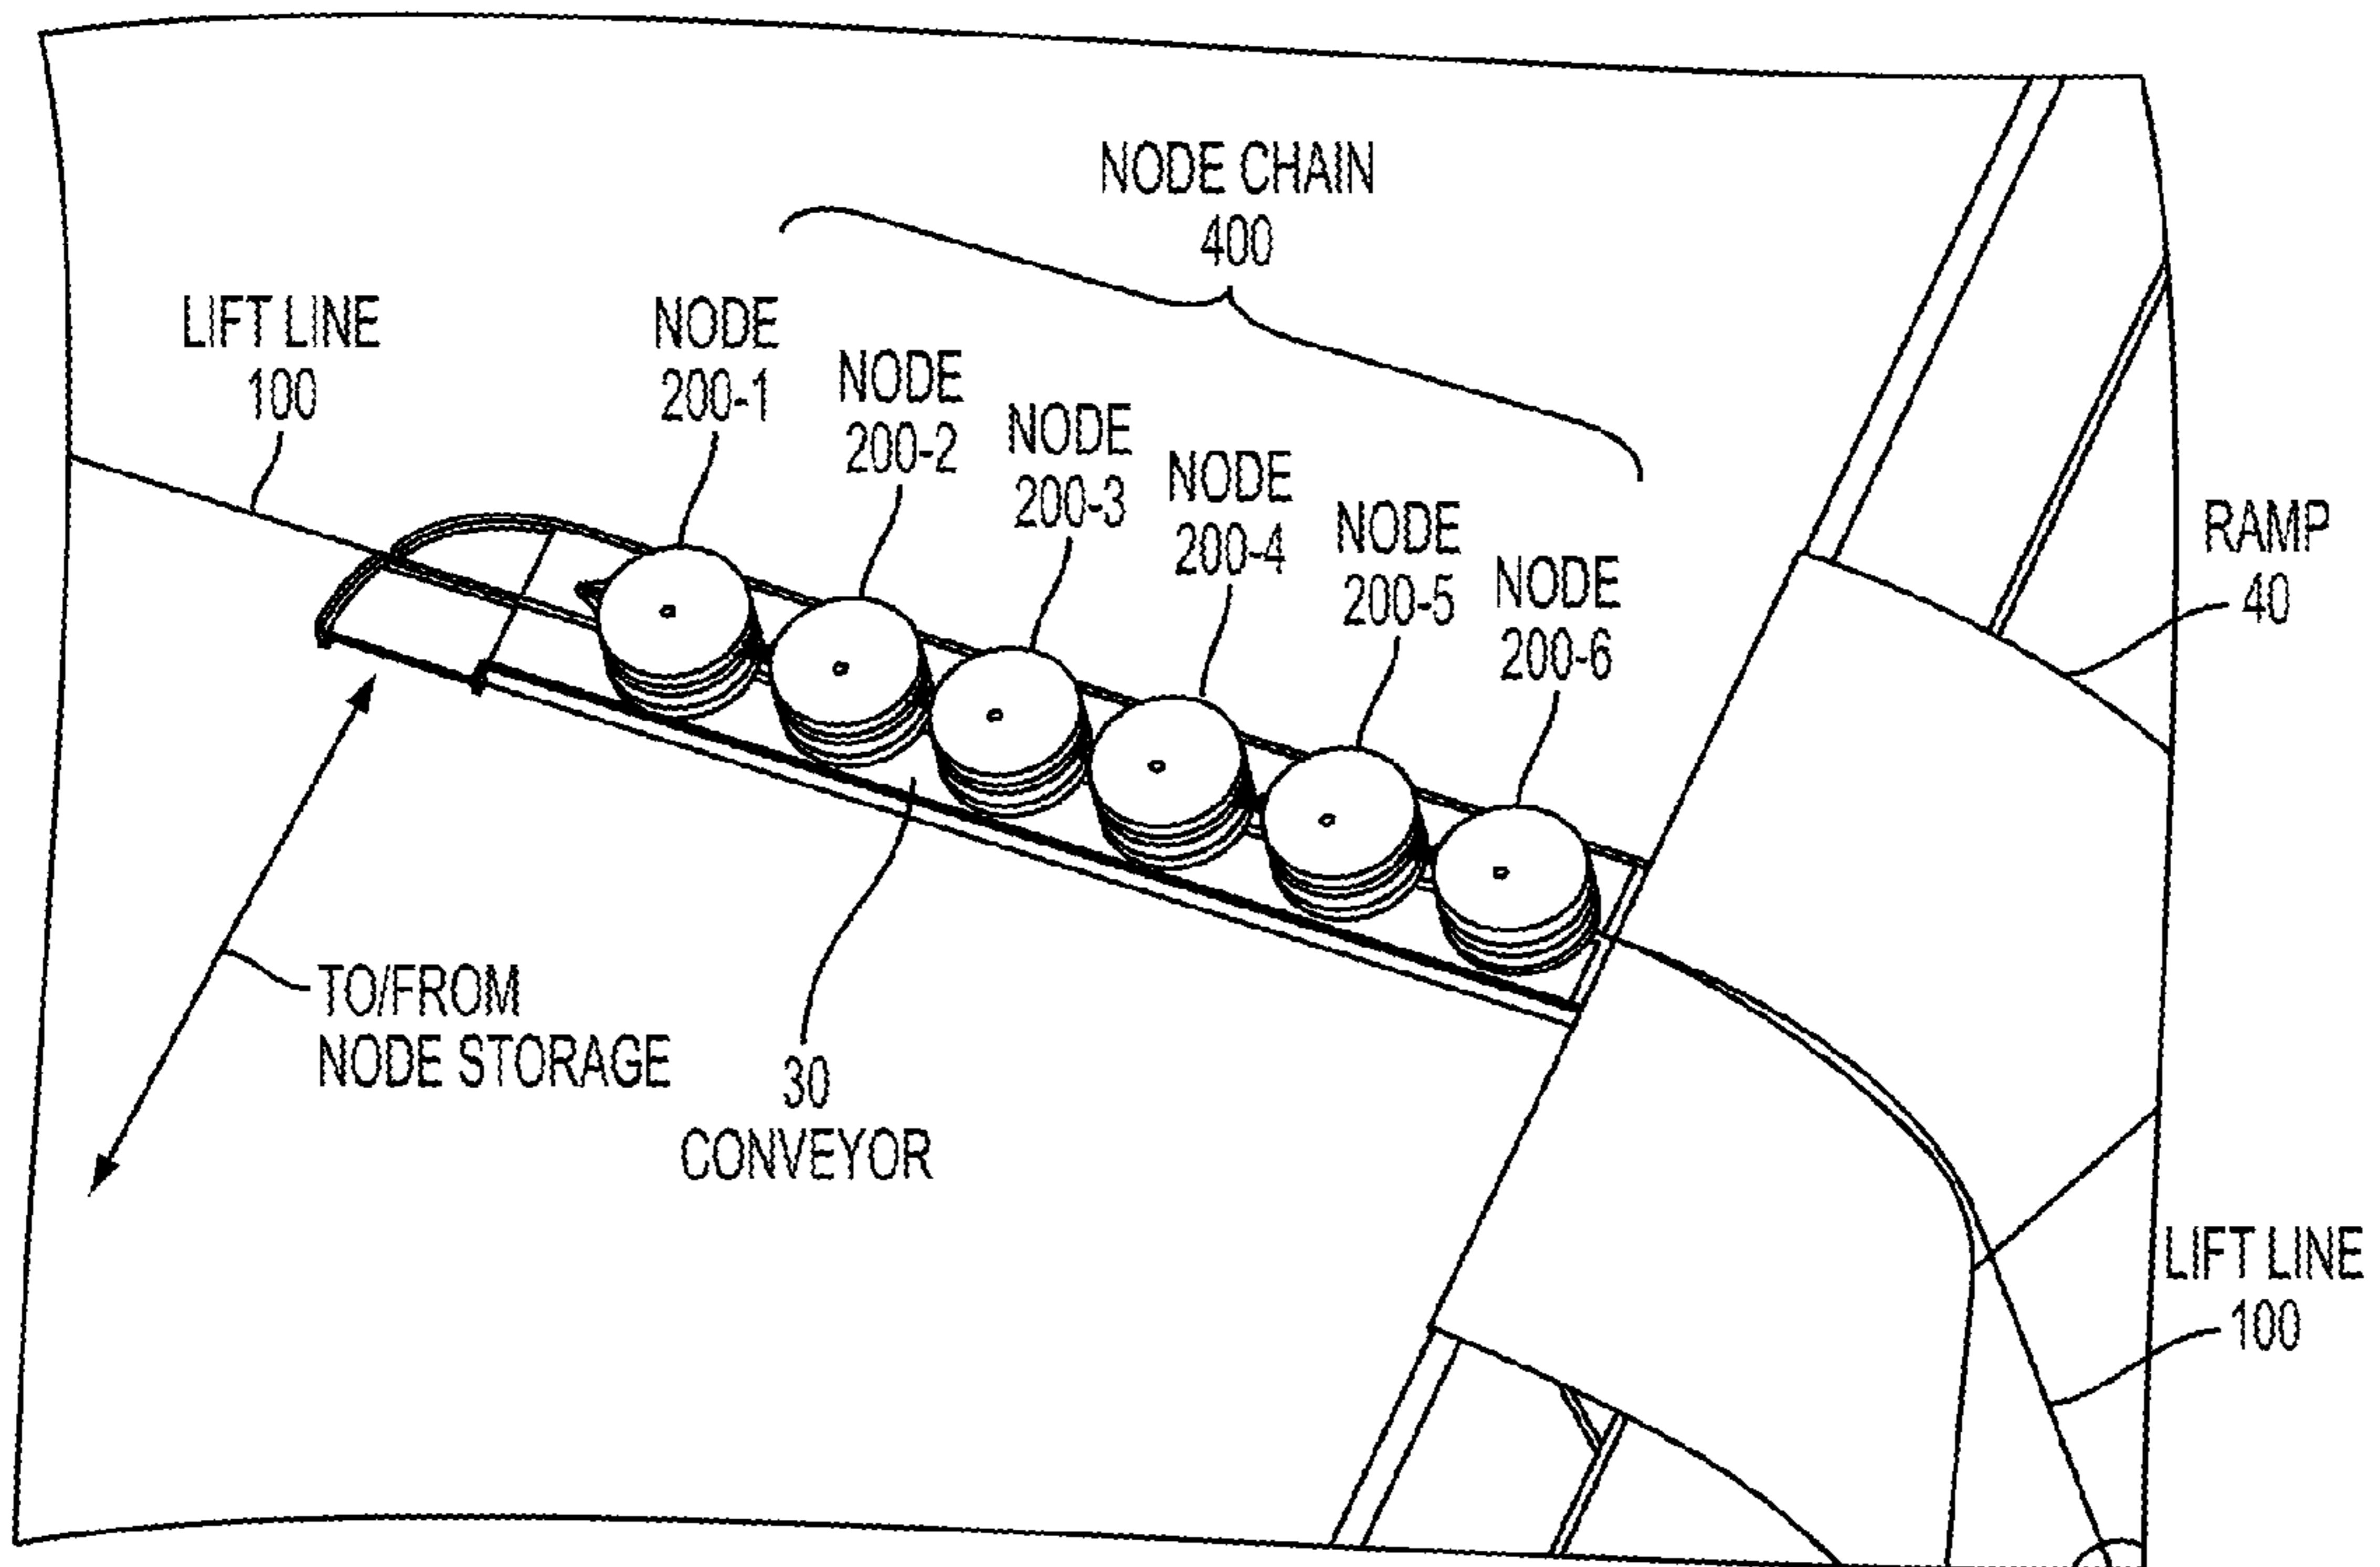 NODE CHAIN
400
LIFT LINE
100
NODE
200-1
NODE
200-2
NODE
200-3
NODE
200-4
NODE
200-5
NODE
200-6
RAMP
40
TO/FROM
NODE STORAGE
30
CONVEYOR
LIFT LINE
100